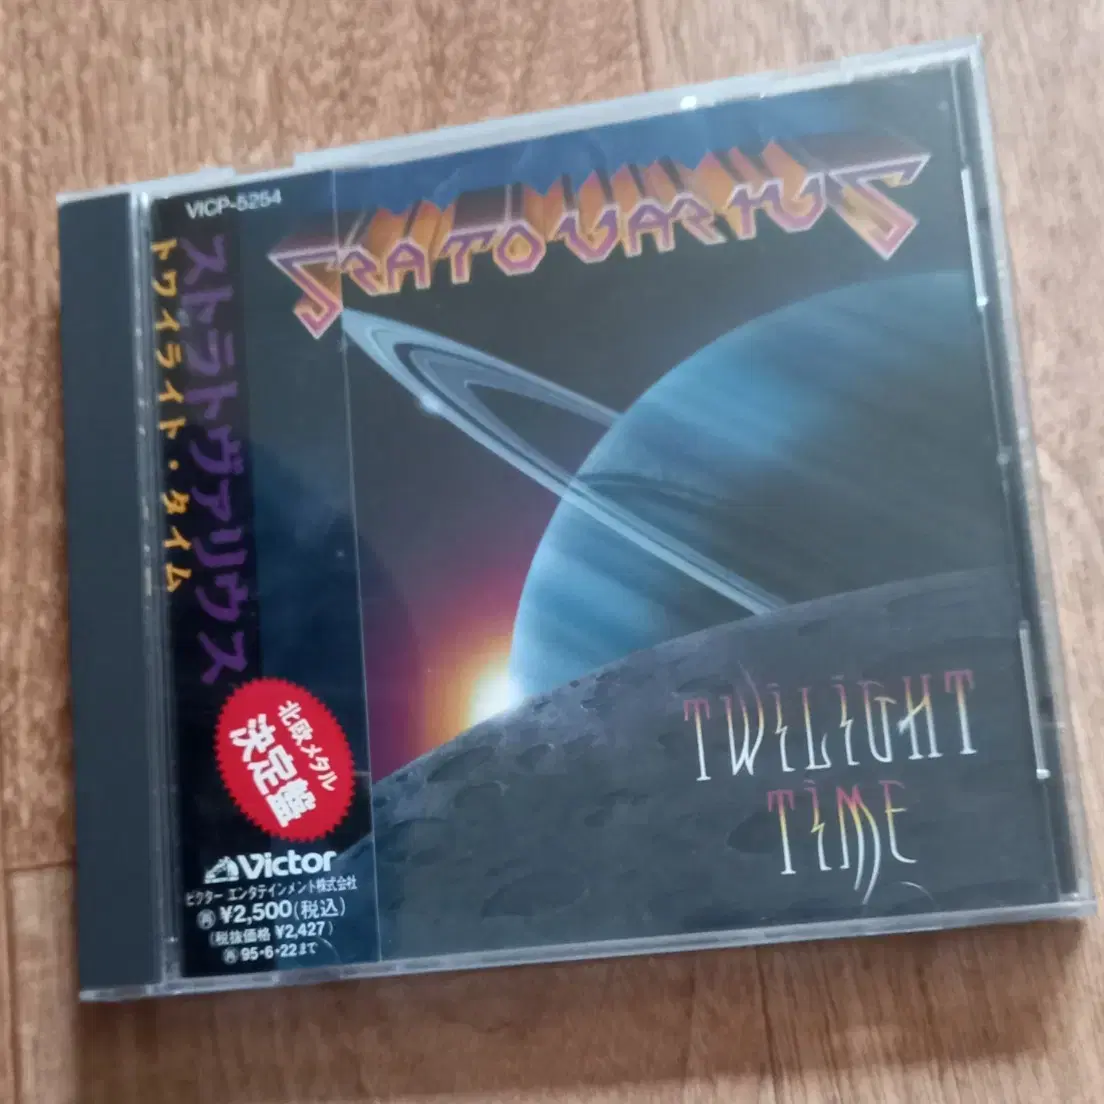 VICP-5254
ストラトヴァリウス
トワイライト・タイム
北欧メタル
決定盤
Victor
ビクター エンタテインメント株式会社
再 ¥2,500(税込)
(税抜価格 ¥2,427)
再 95・6・22まで
STRATOVARIUS
TWiLiGHT
TiME